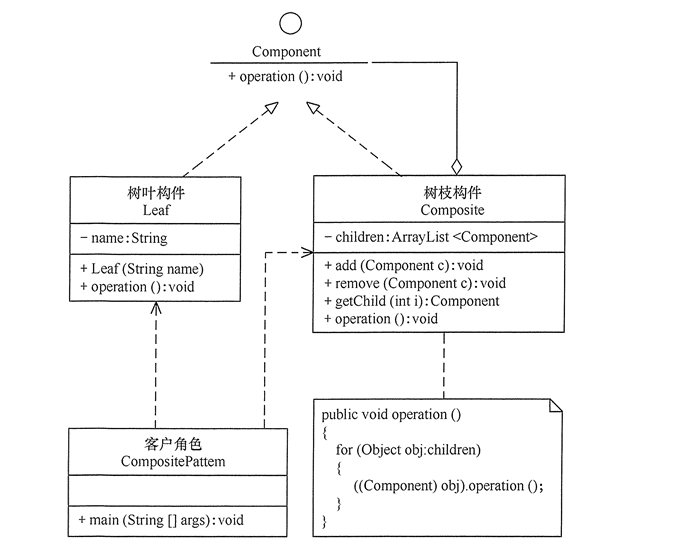 Component
+ operation ():void
树叶构件
Leaf
- name:String
+ Leaf (String name)
+ operation ():void
树枝构件
Composite
- children:ArrayList <Component>
+ add (Component c):void
+ remove (Component c):void
+ getChild (int i):Component
+ operation ():void
客户角色
CompositePattem
+ main (String [] args):void
public void operation ()
{
for (Object obj:children)
{
((Component) obj).operation ();
}
}